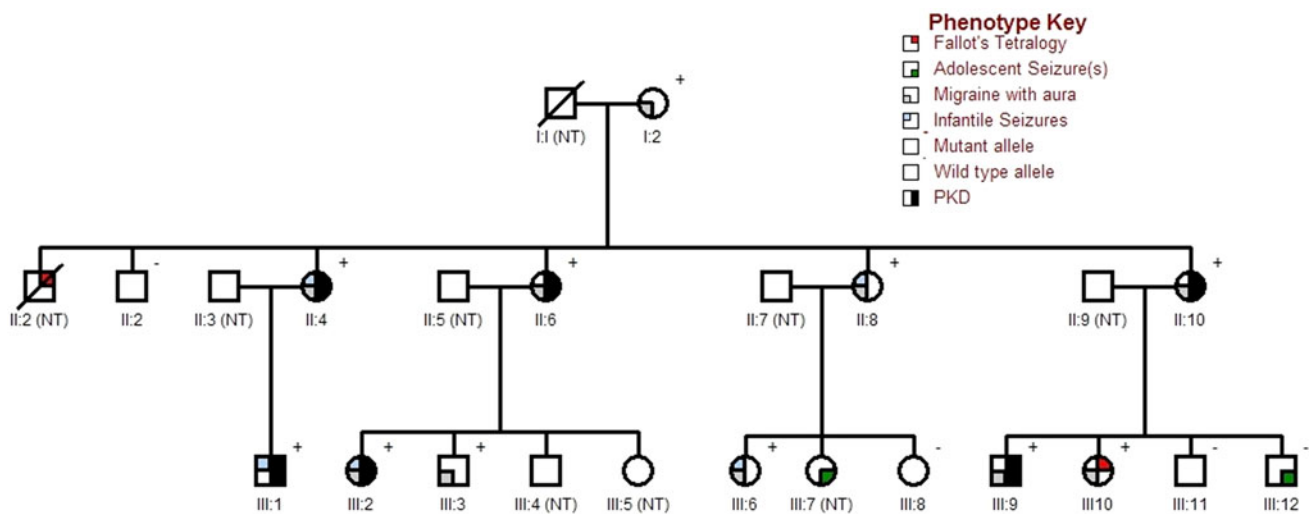 Phenotype Key
Fallot's Tetralogy
Adolescent Seizure(s)
Migraine with aura
Infantile Seizures
- Mutant allele
- Wild type allele
PKD
+
I:I (NT) I:2
- + + + +
II:2 (NT) II:2 II:3 (NT) II:4 II:5 (NT) II:6 II:7 (NT) II:8 II:9 (NT) II:10
+ + + + - + + - -
III:1 III:2 III:3 III:4 (NT) III:5 (NT) III:6 III:7 (NT) III:8 III:9 III10 III:11 III:12